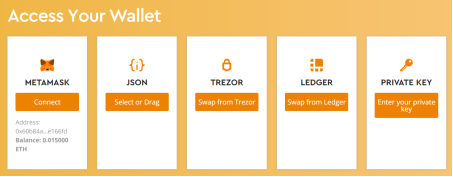 Access Your Wallet
METAMASK
Connect
Address:
0x60b84a...e166fd
Balance: 0.015000
ETH
JSON
Select or Drag
TREZOR
Swap from Trezor
LEDGER
Swap from Ledger
PRIVATE KEY
Enter your private
key